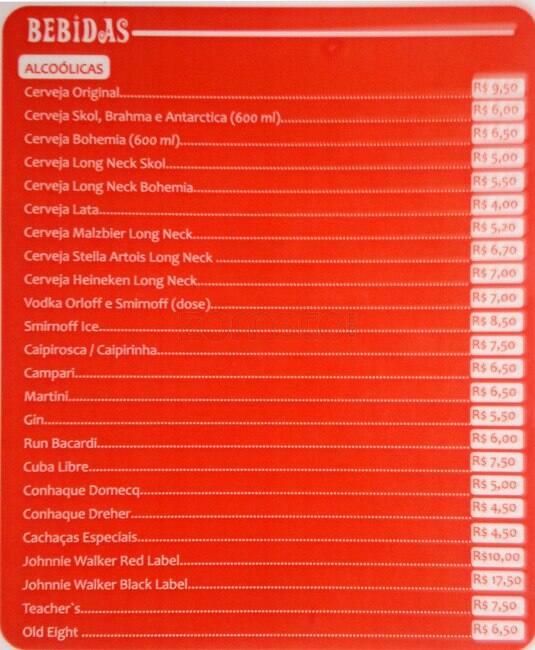 BEBIDAS
ALCOÓLICAS
Cerveja Original R$ 9,50
Cerveja Skol, Brahma e Antarctica (600 ml) R$ 6,00
Cerveja Bohemia (600 ml) R$ 6,50
Cerveja Long Neck Skol R$ 5,00
Cerveja Long Neck Bohemia R$ 5,50
Cerveja Lata R$ 4,00
Cerveja Malzbier Long Neck R$ 5,20
Cerveja Stella Artois Long Neck R$ 6,70
Cerveja Heineken Long Neck R$ 7,00
Vodka Orloff e Smirnoff (dose) R$ 7,00
Smirnoff Ice R$ 8,50
Caipirosca / Caipirinha R$ 7,50
Campari R$ 6,50
Martini R$ 6,50
Gin R$ 5,50
Run Bacardi R$ 6,00
Cuba Libre R$ 7,50
Conhaque Domecq R$ 5,00
Conhaque Dreher R$ 4,50
Cachaças Especiais R$ 4,50
Johnnie Walker Red Label R$10,00
Johnnie Walker Black Label R$ 17,50
Teacher`s R$ 7,50
Old Eight R$ 6,50